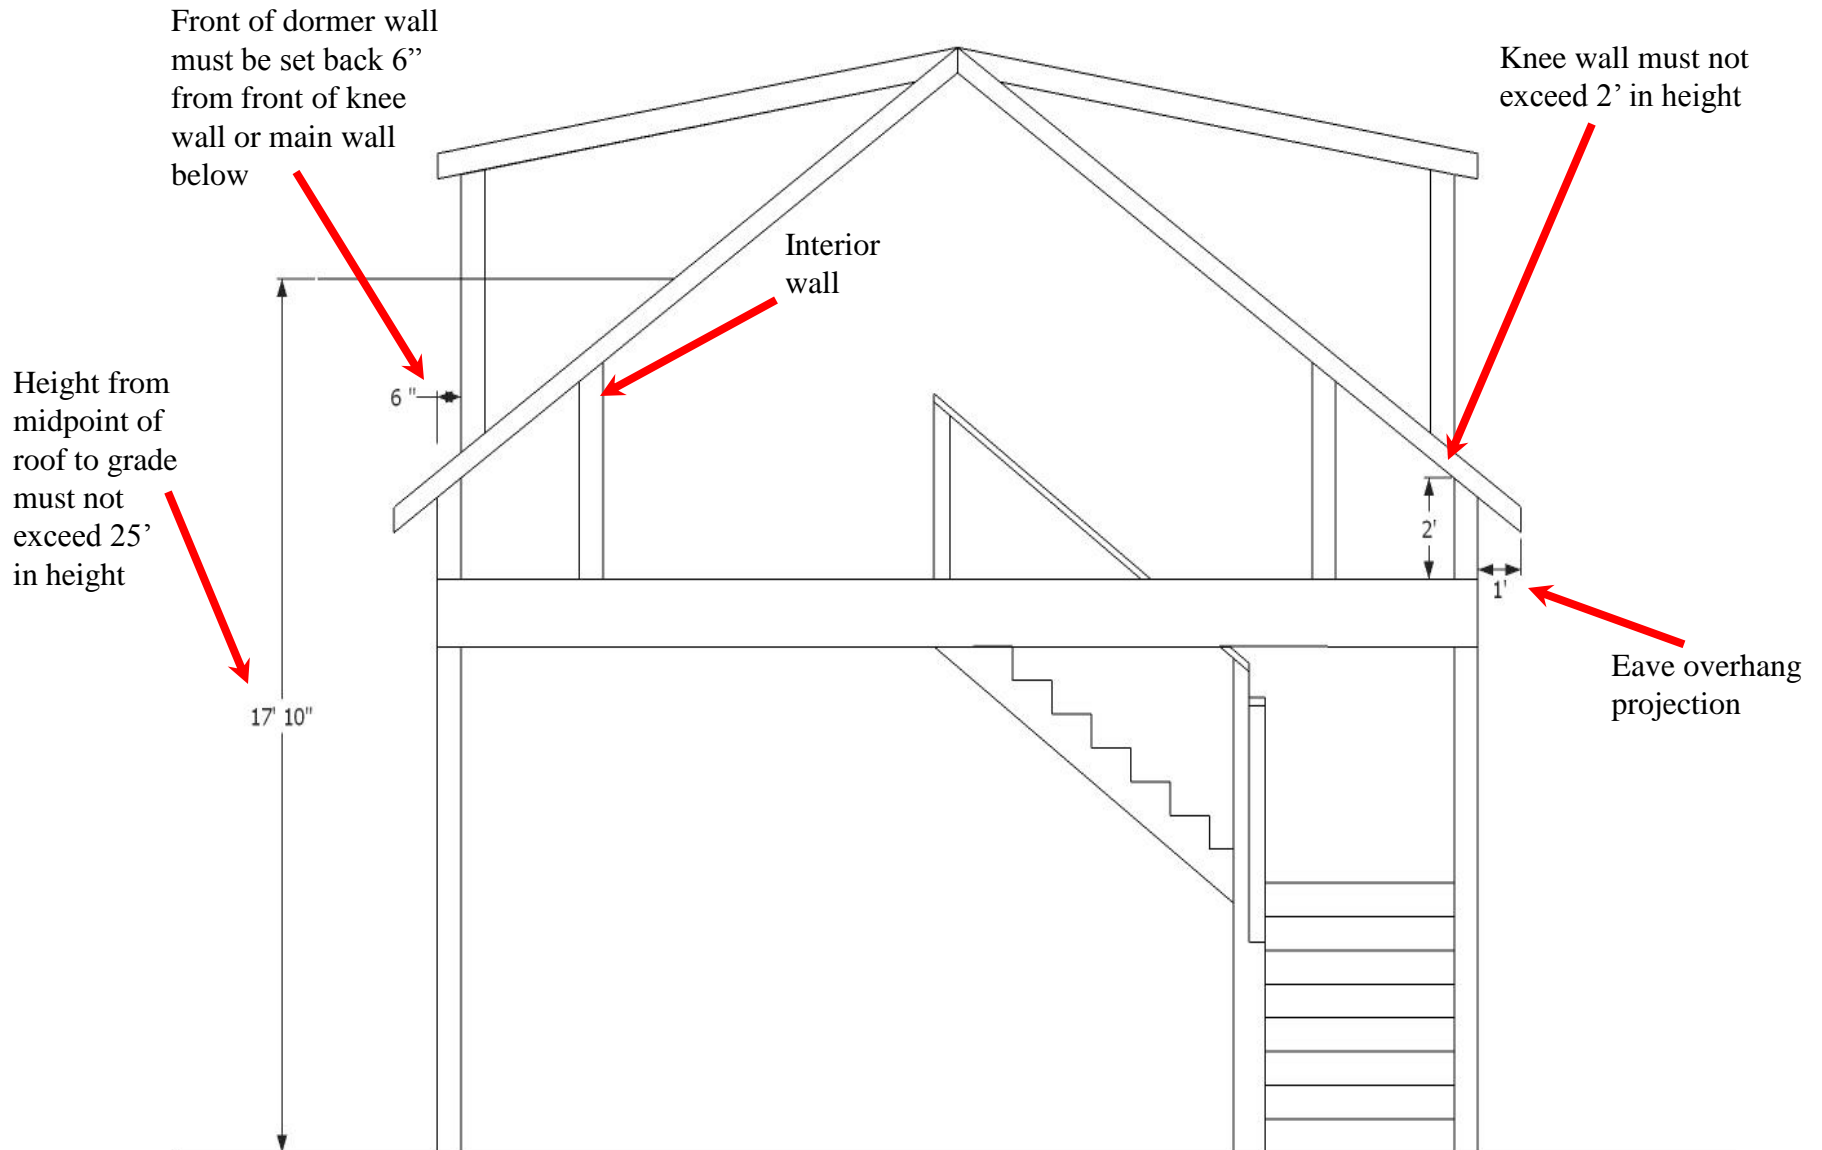 Front of dormer wall
must be set back 6”
from front of knee
wall or main wall
below
Knee wall must not
exceed 2’ in height
Interior
wall
Height from
midpoint of
roof to grade
must not
exceed 25’
in height
6 "
2'
1'
Eave overhang
projection
17' 10"